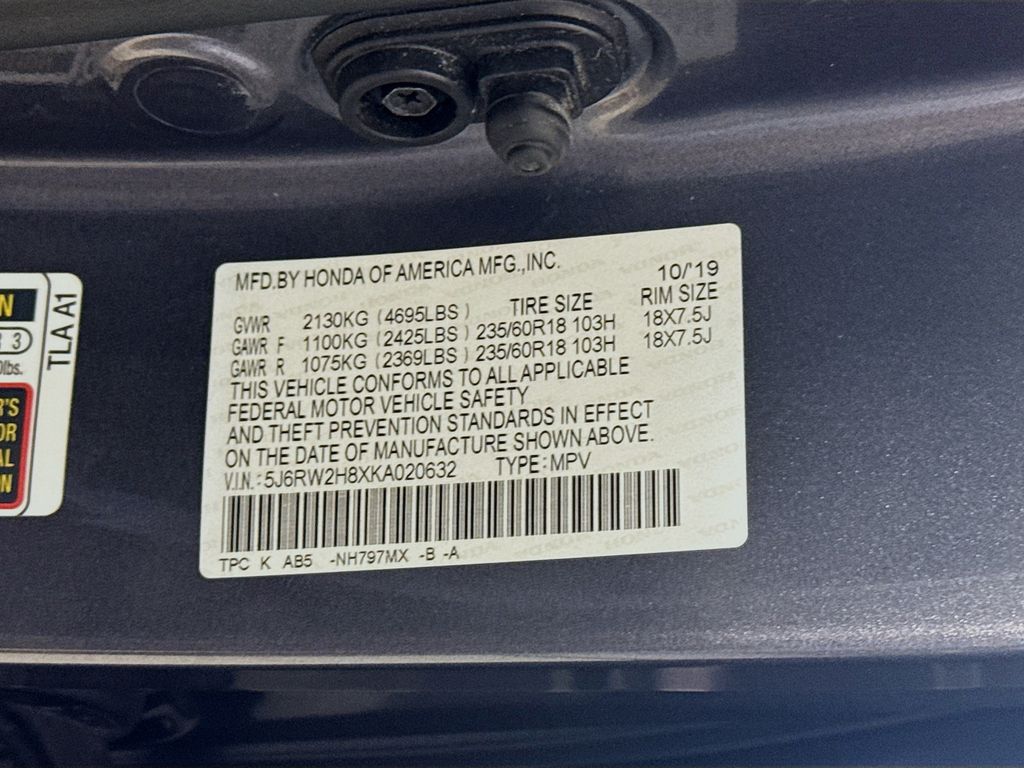 MFD.BY HONDA OF AMERICA MFG.,INC.
10/'19
TIRE SIZE RIM SIZE
GVWR 2130KG (4695LBS)
GAWR F 1100KG (2425LBS) 235/60R18 103H 18X7.5J
GAWR R 1075KG (2369LBS) 235/60R18 103H 18X7.5J
THIS VEHICLE CONFORMS TO ALL APPLICABLE
FEDERAL MOTOR VEHICLE SAFETY
AND THEFT PREVENTION STANDARDS IN EFFECT
ON THE DATE OF MANUFACTURE SHOWN ABOVE.
V.I.N.: 5J6RW2H8XKA020632 TYPE: MPV
TPC K AB5 -NH797MX -B -A
TLA A1
3
lbs.